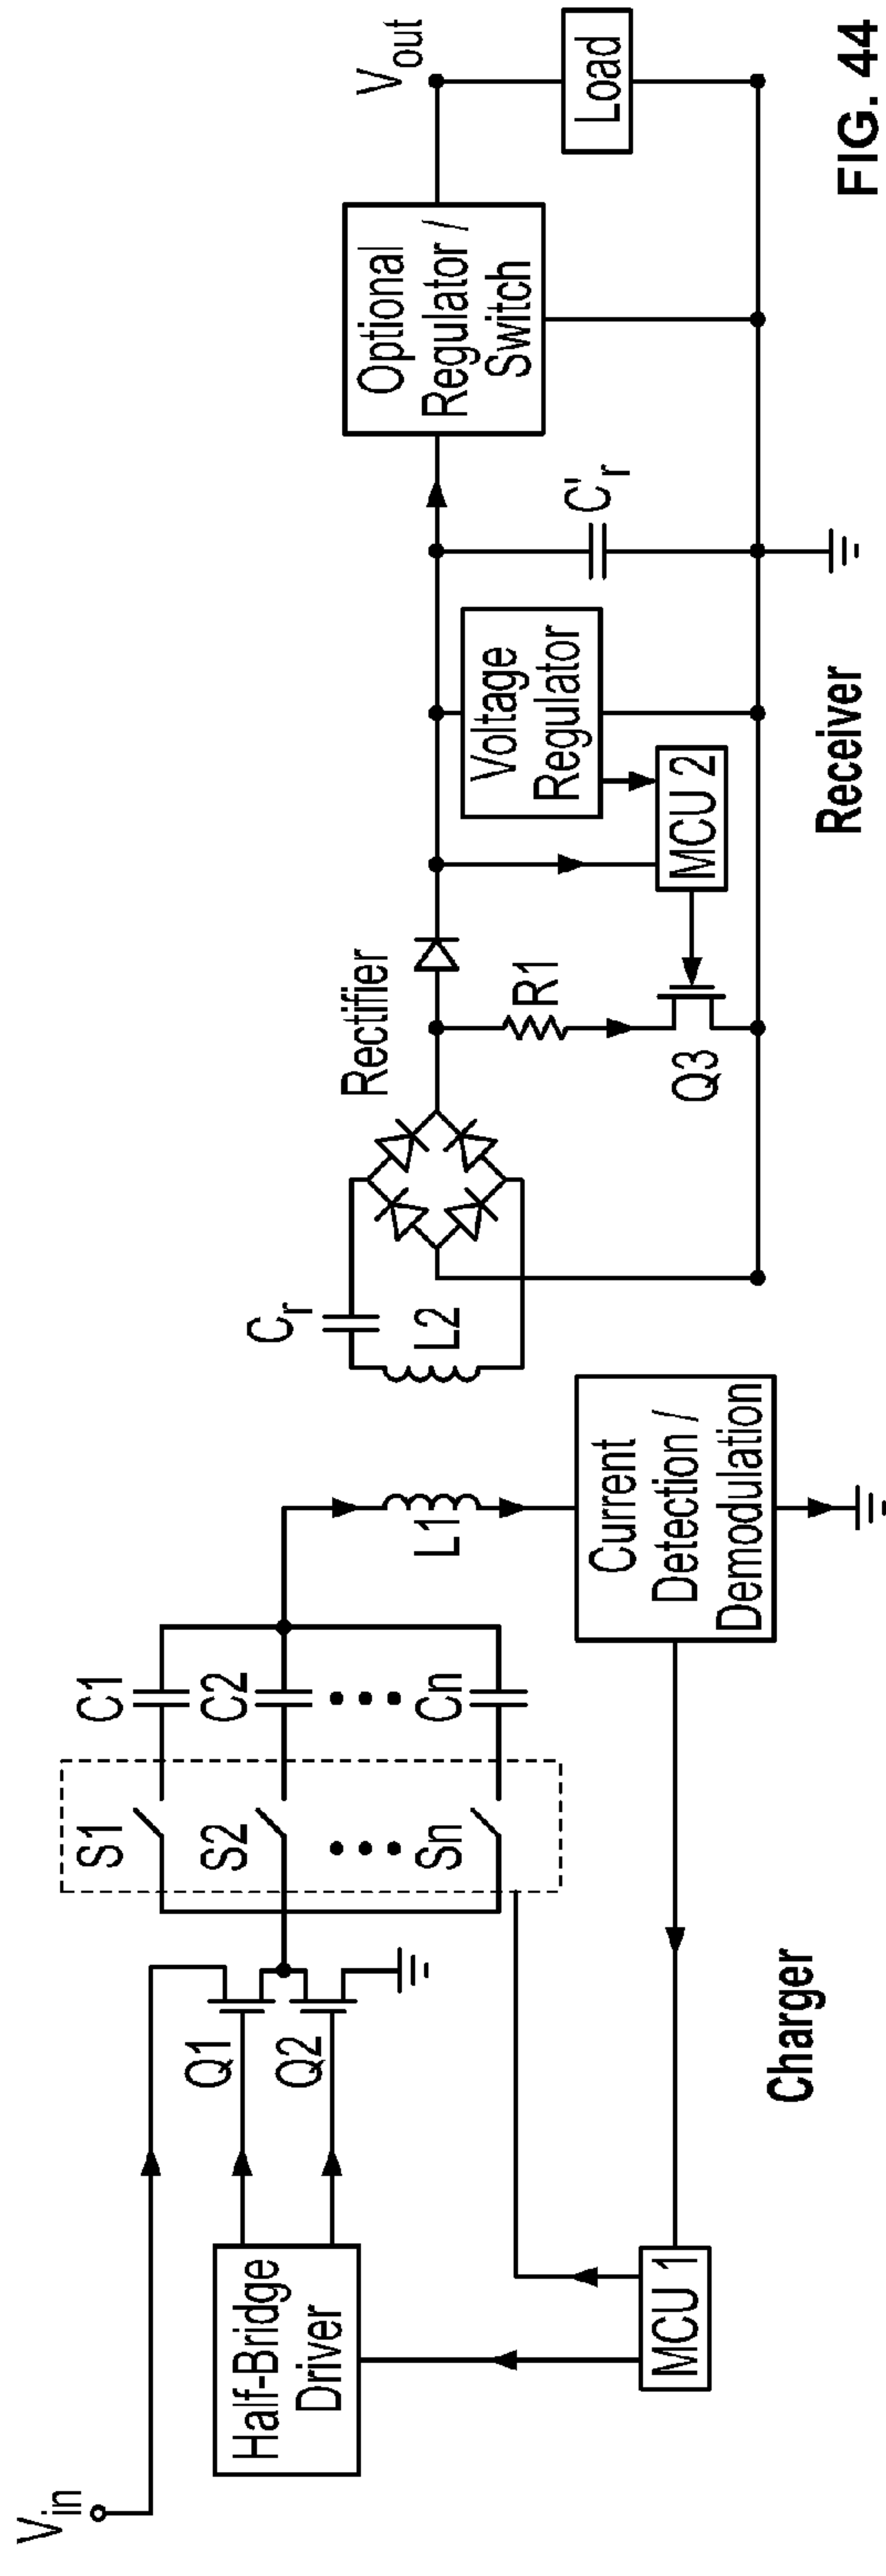 Vin
Half-Bridge
Driver
MCU 1
Q1
Q2
S1
S2
Sn
C1
C2
Cn
L1
Current
Detection /
Demodulation
Charger
Cr
L2
Rectifier
R1
Q3
MCU 2
Voltage
Regulator
C'r
Optional
Regulator /
Switch
Vout
Load
Receiver
FIG. 44